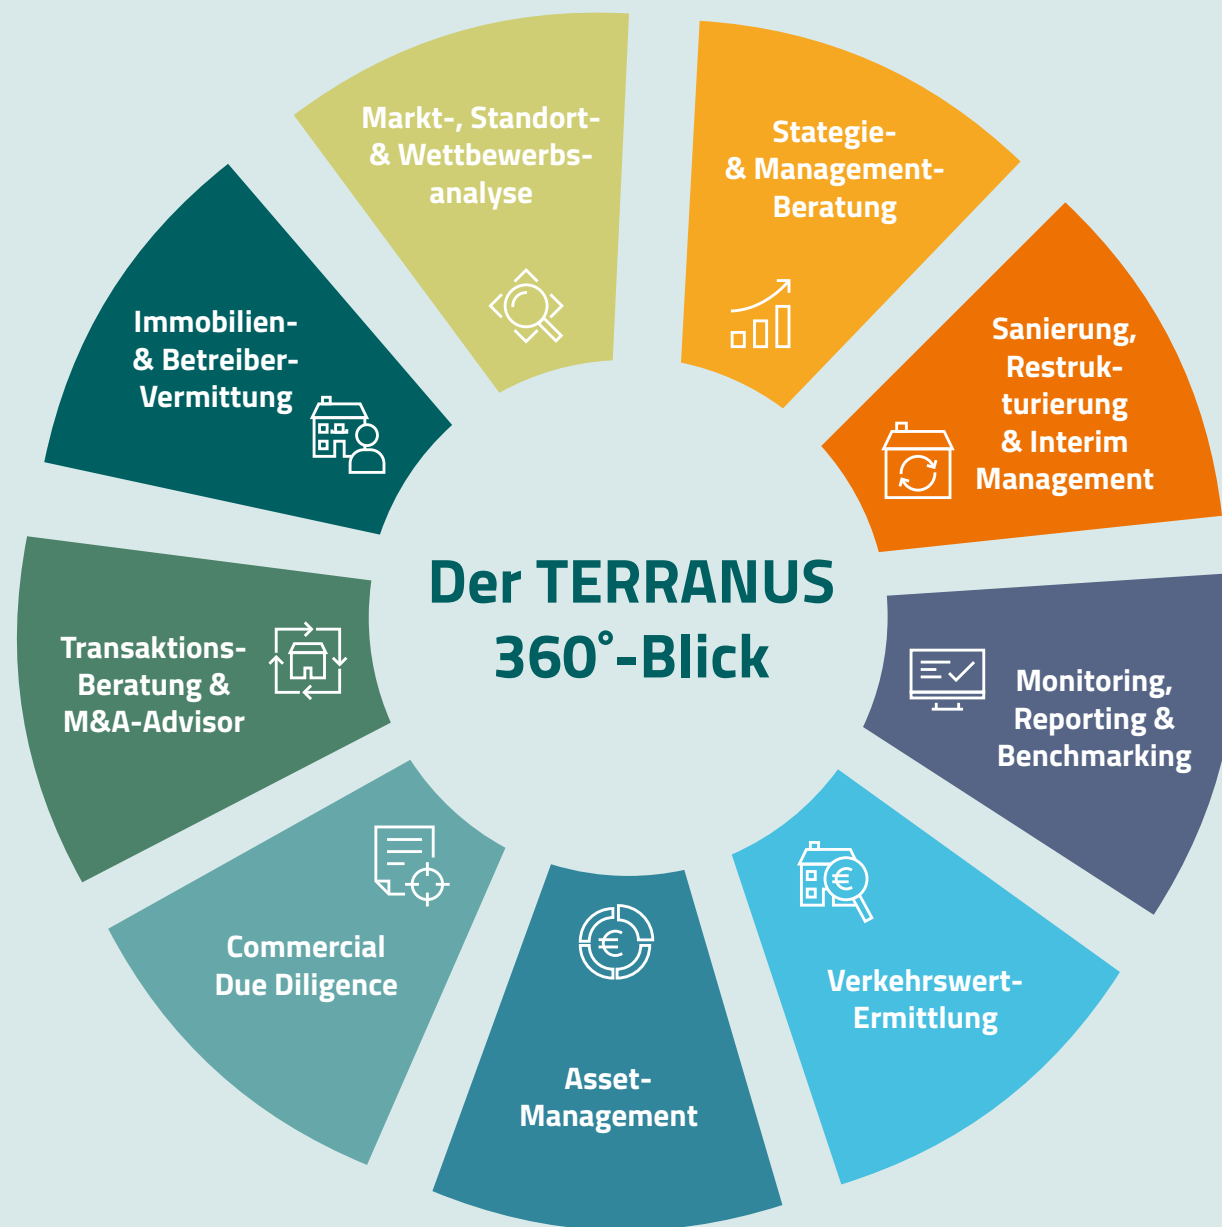 Markt-, Standort-
& Wettbewerbs-
analyse
Stategie-
& Management-
Beratung
Sanierung,
Restruk-
turierung
& Interim
Management
Monitoring,
Reporting &
Benchmarking
Verkehrswert-
Ermittlung
Asset-
Management
Commercial
Due Diligence
Transaktions-
Beratung &
M&A-Advisor
Immobilien-
& Betreiber-
Vermittung
Der TERRANUS
360°-Blick